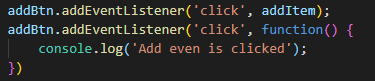 addBtn.addEventListener('click', addItem);
addBtn.addEventListener('click', function() {
    console.log('Add even is clicked');
})